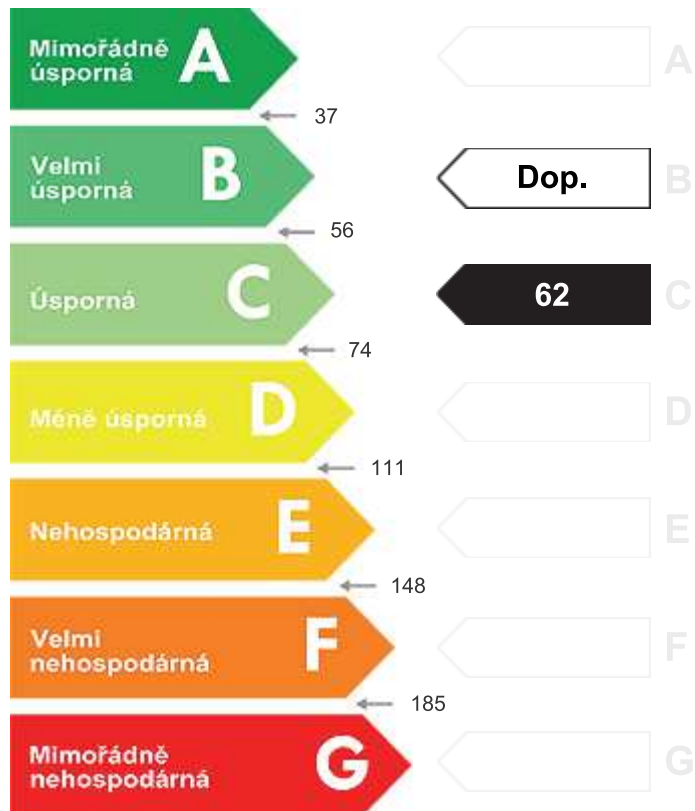 Mimořádně
úsporná
A
A
37
Velmi
úsporná
B
Dop.
B
56
Úsporná
C
62
C
74
Méně úsporná
D
D
111
Nehospodárná
E
E
148
Velmi
nehospodárná
F
F
185
Mimořádně
nehospodárná
G
G